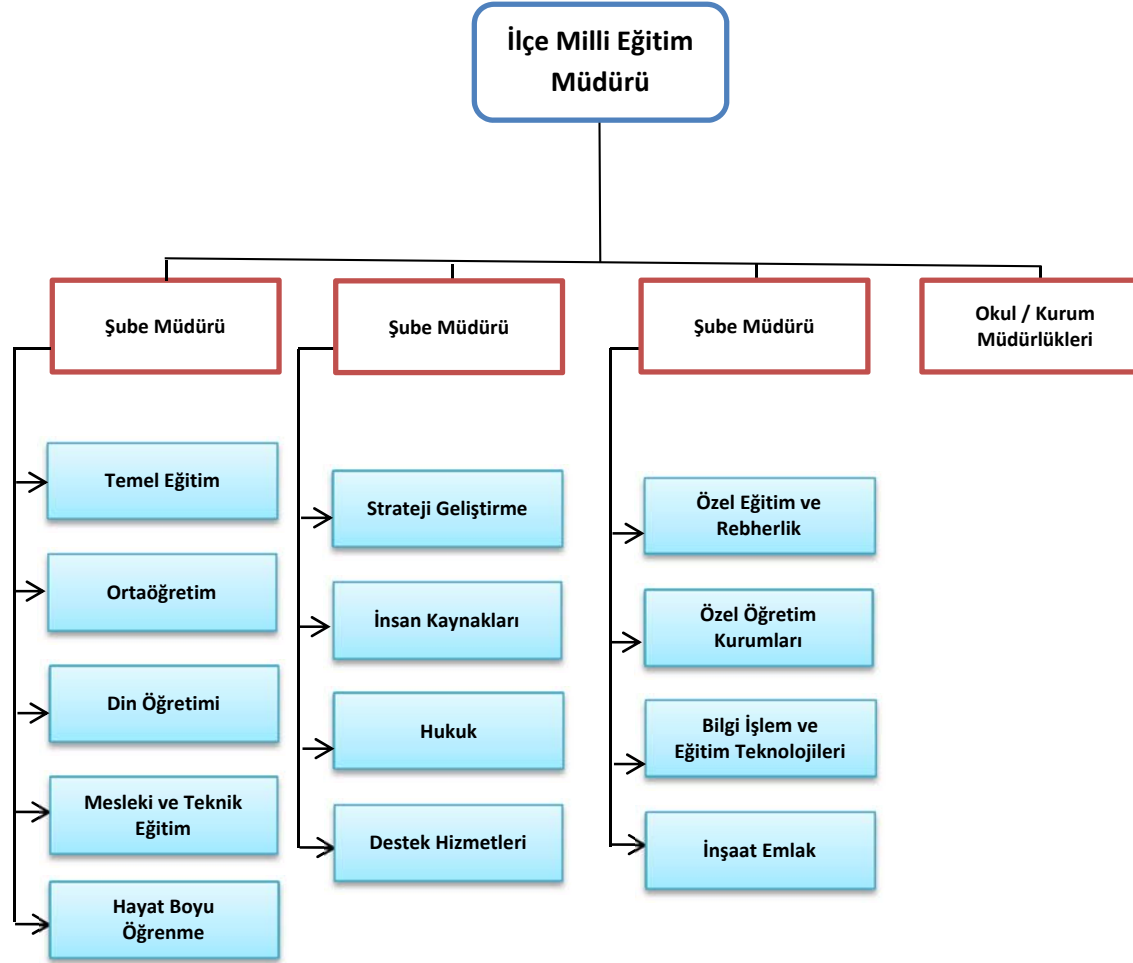 İlçe Milli Eğitim
Müdürü
Şube Müdürü
Şube Müdürü
Şube Müdürü
Okul / Kurum
Müdürlükleri
Temel Eğitim
Ortaöğretim
Din Öğretimi
Mesleki ve Teknik
Eğitim
Hayat Boyu
Öğrenme
Strateji Geliştirme
İnsan Kaynakları
Hukuk
Destek Hizmetleri
Özel Eğitim ve
Rebherlik
Özel Öğretim
Kurumları
Bilgi İşlem ve
Eğitim Teknolojileri
İnşaat Emlak